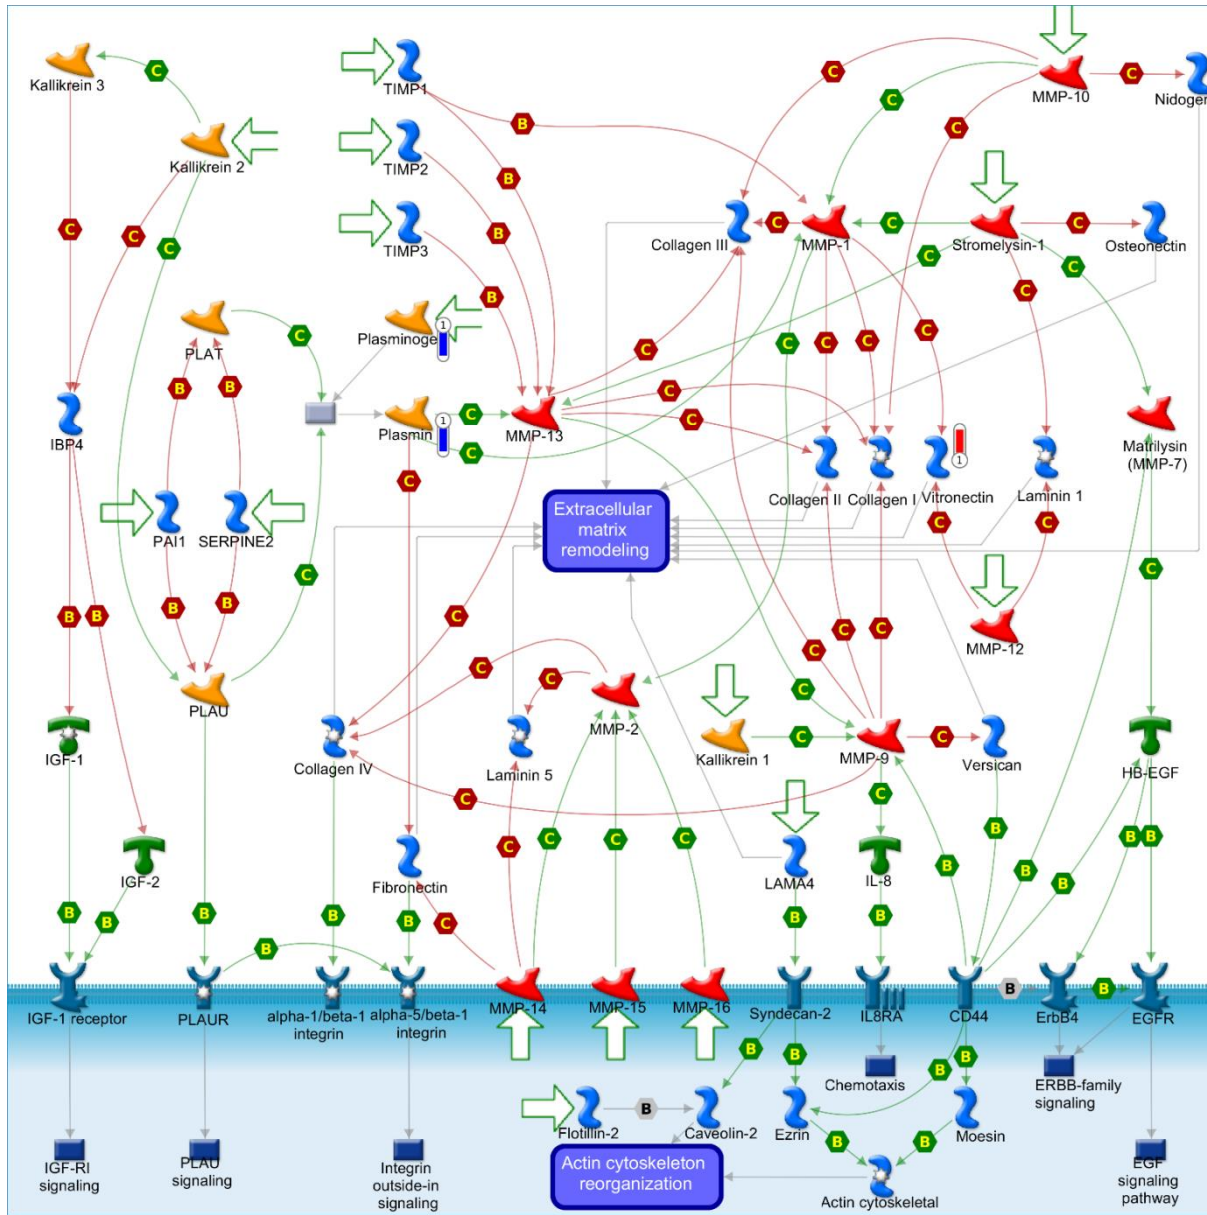 Kallikrein 3
C
Kallikrein 2
TIMP1
TIMP2
TIMP3
B
MMP-10
C
Nidogen
C
C
C
C
C
B
B
B
Collagen III
C
MMP-1
C
Stromelysin-1
C
Osteonectin
C
C
C
C
C
C
C
C
PLAT
C
Plasminoge
1
B
B
IBP4
Plasmin
1
C
C
MMP-13
C
C
C
C
C
Collagen II
Collagen I
Vitronectin
1
Laminin 1
Matrilysin
(MMP-7)
PAI1
SERPINE2
C
Extracellular
matrix
remodeling
C
B
B
B
B
C
C
C
C
MMP-12
PLAU
C
C
MMP-2
C
IGF-1
Collagen IV
Laminin 5
Kallikrein 1
C
MMP-9
C
Versican
HB-EGF
C
C
B
B
B
IGF-2
Fibronectin
C
C
C
C
LAMA4
IL-8
B
B
B
B
B
B
B
B
C
B
B
B
B
B
IGF-1 receptor
PLAUR
alpha-1/beta-1
integrin
alpha-5/beta-1
integrin
MMP-14
MMP-15
MMP-16
Syndecan-2
IL8RA
CD44
B
ErbB4
B
EGFR
B
B
B
B
Chemotaxis
ERBB-family
signaling
Flotillin-2
B
Caveolin-2
Ezrin
Moesin
B
B
IGF-RI
signaling
PLAU
signaling
Integrin
outside-in
signaling
Actin cytoskeleton
reorganization
Actin cytoskeletal
EGF
signaling
pathway